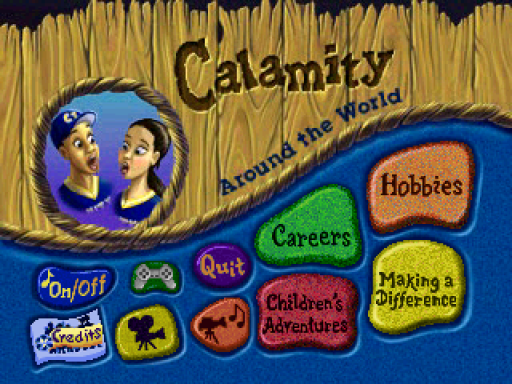 Calamity
Around the World
Hobbies
Careers
Quit
On/Off
Making a
Difference
Children's
Adventures
Credits